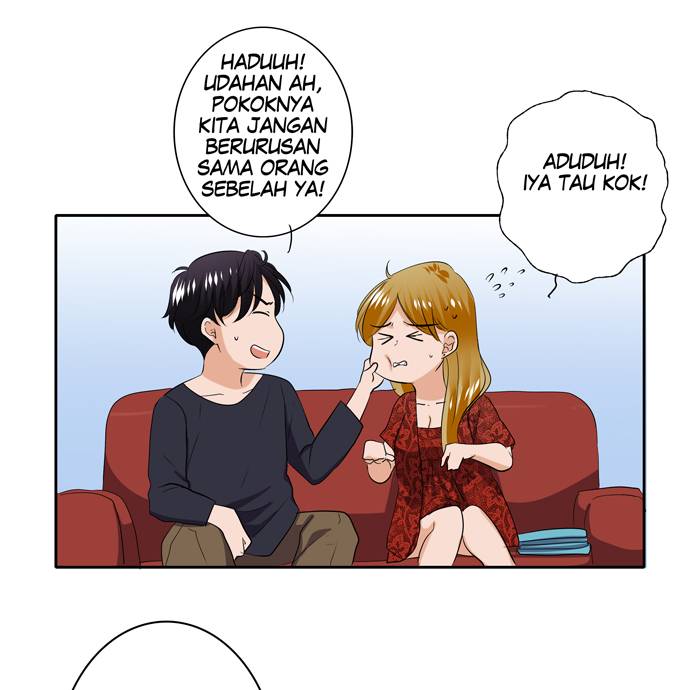 HADUUH!
UDAHAN AH,
POKOKNYA
KITA JANGAN
BERURUSAN
SAMA ORANG
SEBELAH YA!
ADUDUH!
IYA TAU KOK!